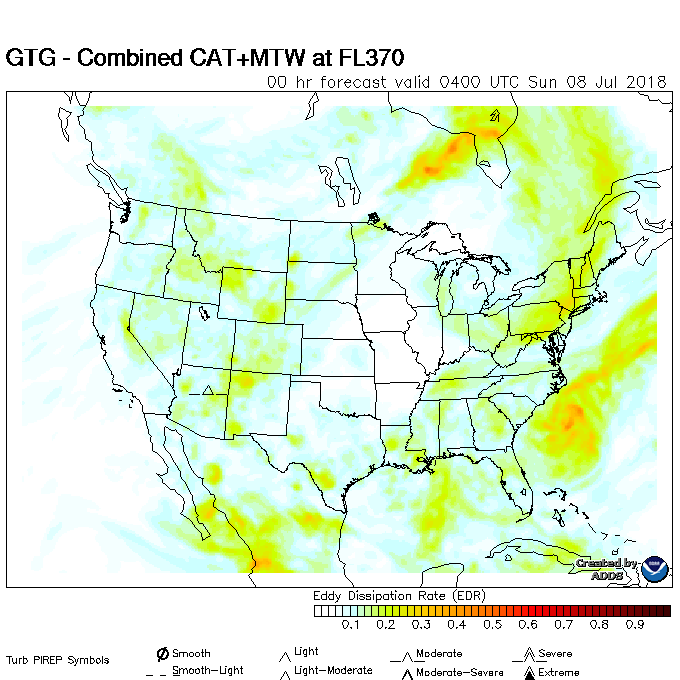 GTG - Combined CAT+MTW at FL370
00 hr forecast valid 0400 UTC Sun 08 Jul 2018
Created by
ADDS
Eddy Dissipation Rate (EDR)
0.1 0.2 0.3 0.4 0.5 0.6 0.7 0.8 0.9
Turb PIREP Symbols
Smooth Light Moderate Severe
Smooth-Light Light-Moderate Moderate-Severe Extreme